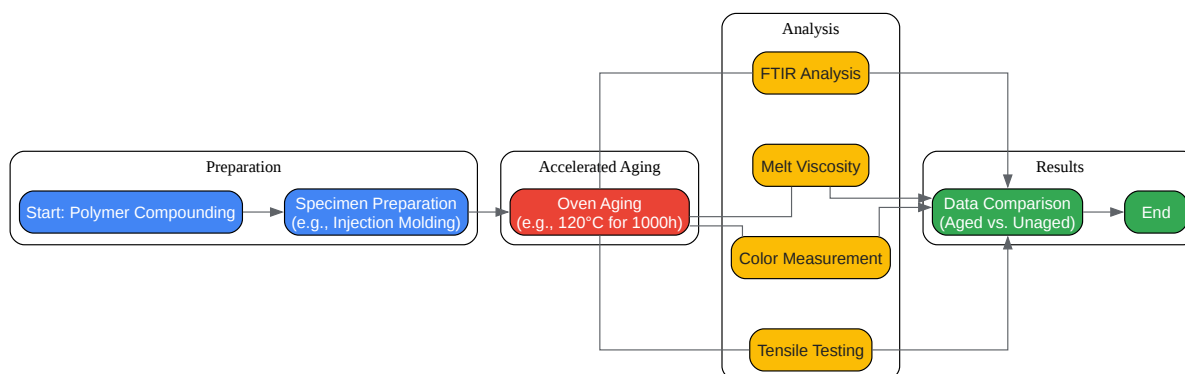 Analysis
FTIR Analysis
Preparation
Accelerated Aging
Melt Viscosity
Results
Start: Polymer Compounding
Specimen Preparation
(e.g., Injection Molding)
Oven Aging
(e.g., 120°C for 1000h)
Data Comparison
(Aged vs. Unaged)
End
Color Measurement
Tensile Testing